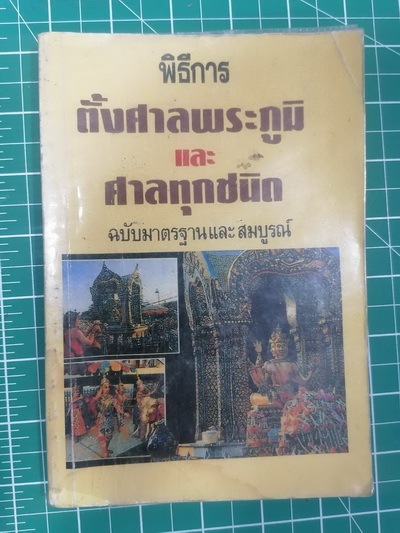 พิธีการ
ตั้งศาลพระภูมิ
และ
ศาลทุกชนิด
ฉบับมาตรฐานและสมบูรณ์